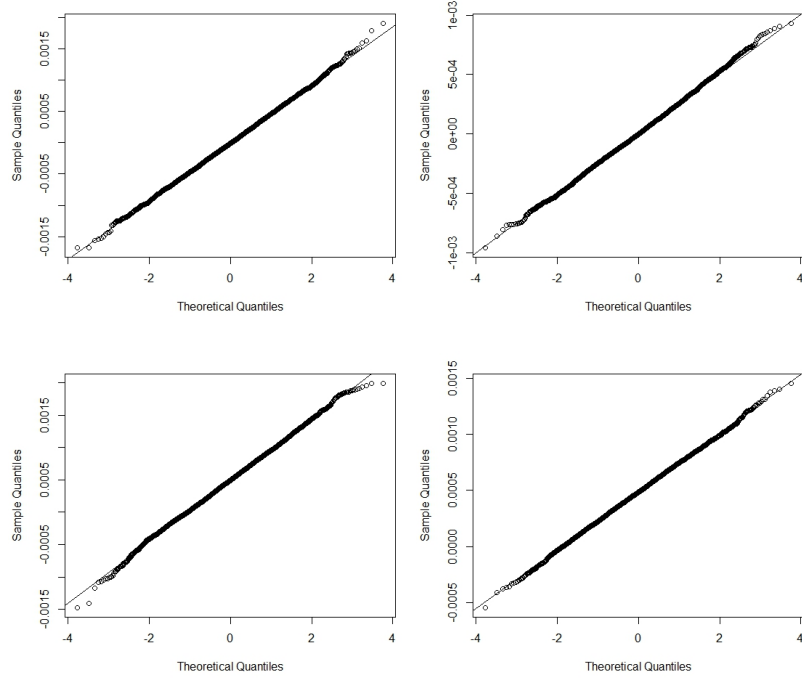 0.0015
0.0005
-0.0005
-0.0015
Sample Quantiles
-4 -2 0 2 4
Theoretical Quantiles
1e-03
5e-04
0e+00
-5e-04
-1e-03
Sample Quantiles
-4 -2 0 2 4
Theoretical Quantiles
0.0015
0.0005
-0.0005
-0.0015
Sample Quantiles
-4 -2 0 2 4
Theoretical Quantiles
0.0015
0.0010
0.0005
0.0000
-0.0005
Sample Quantiles
-4 -2 0 2 4
Theoretical Quantiles